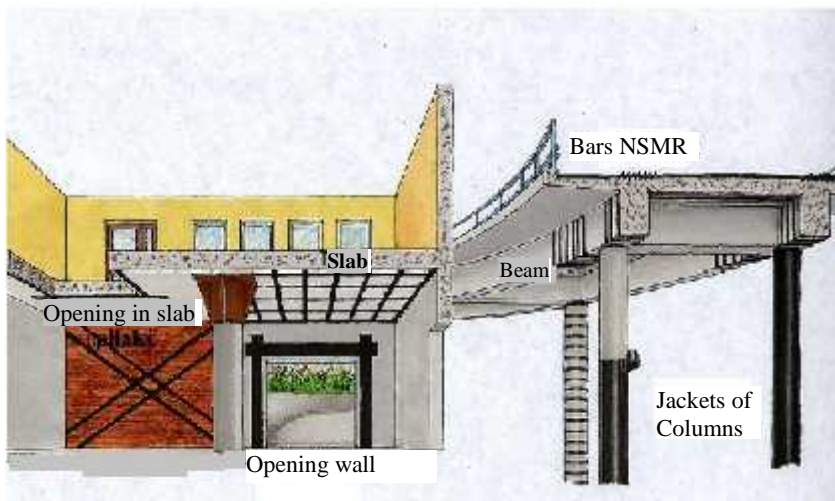 Bars NSMR
Slab
Beam
Opening in slab
Opening wall
Jackets of
Columns